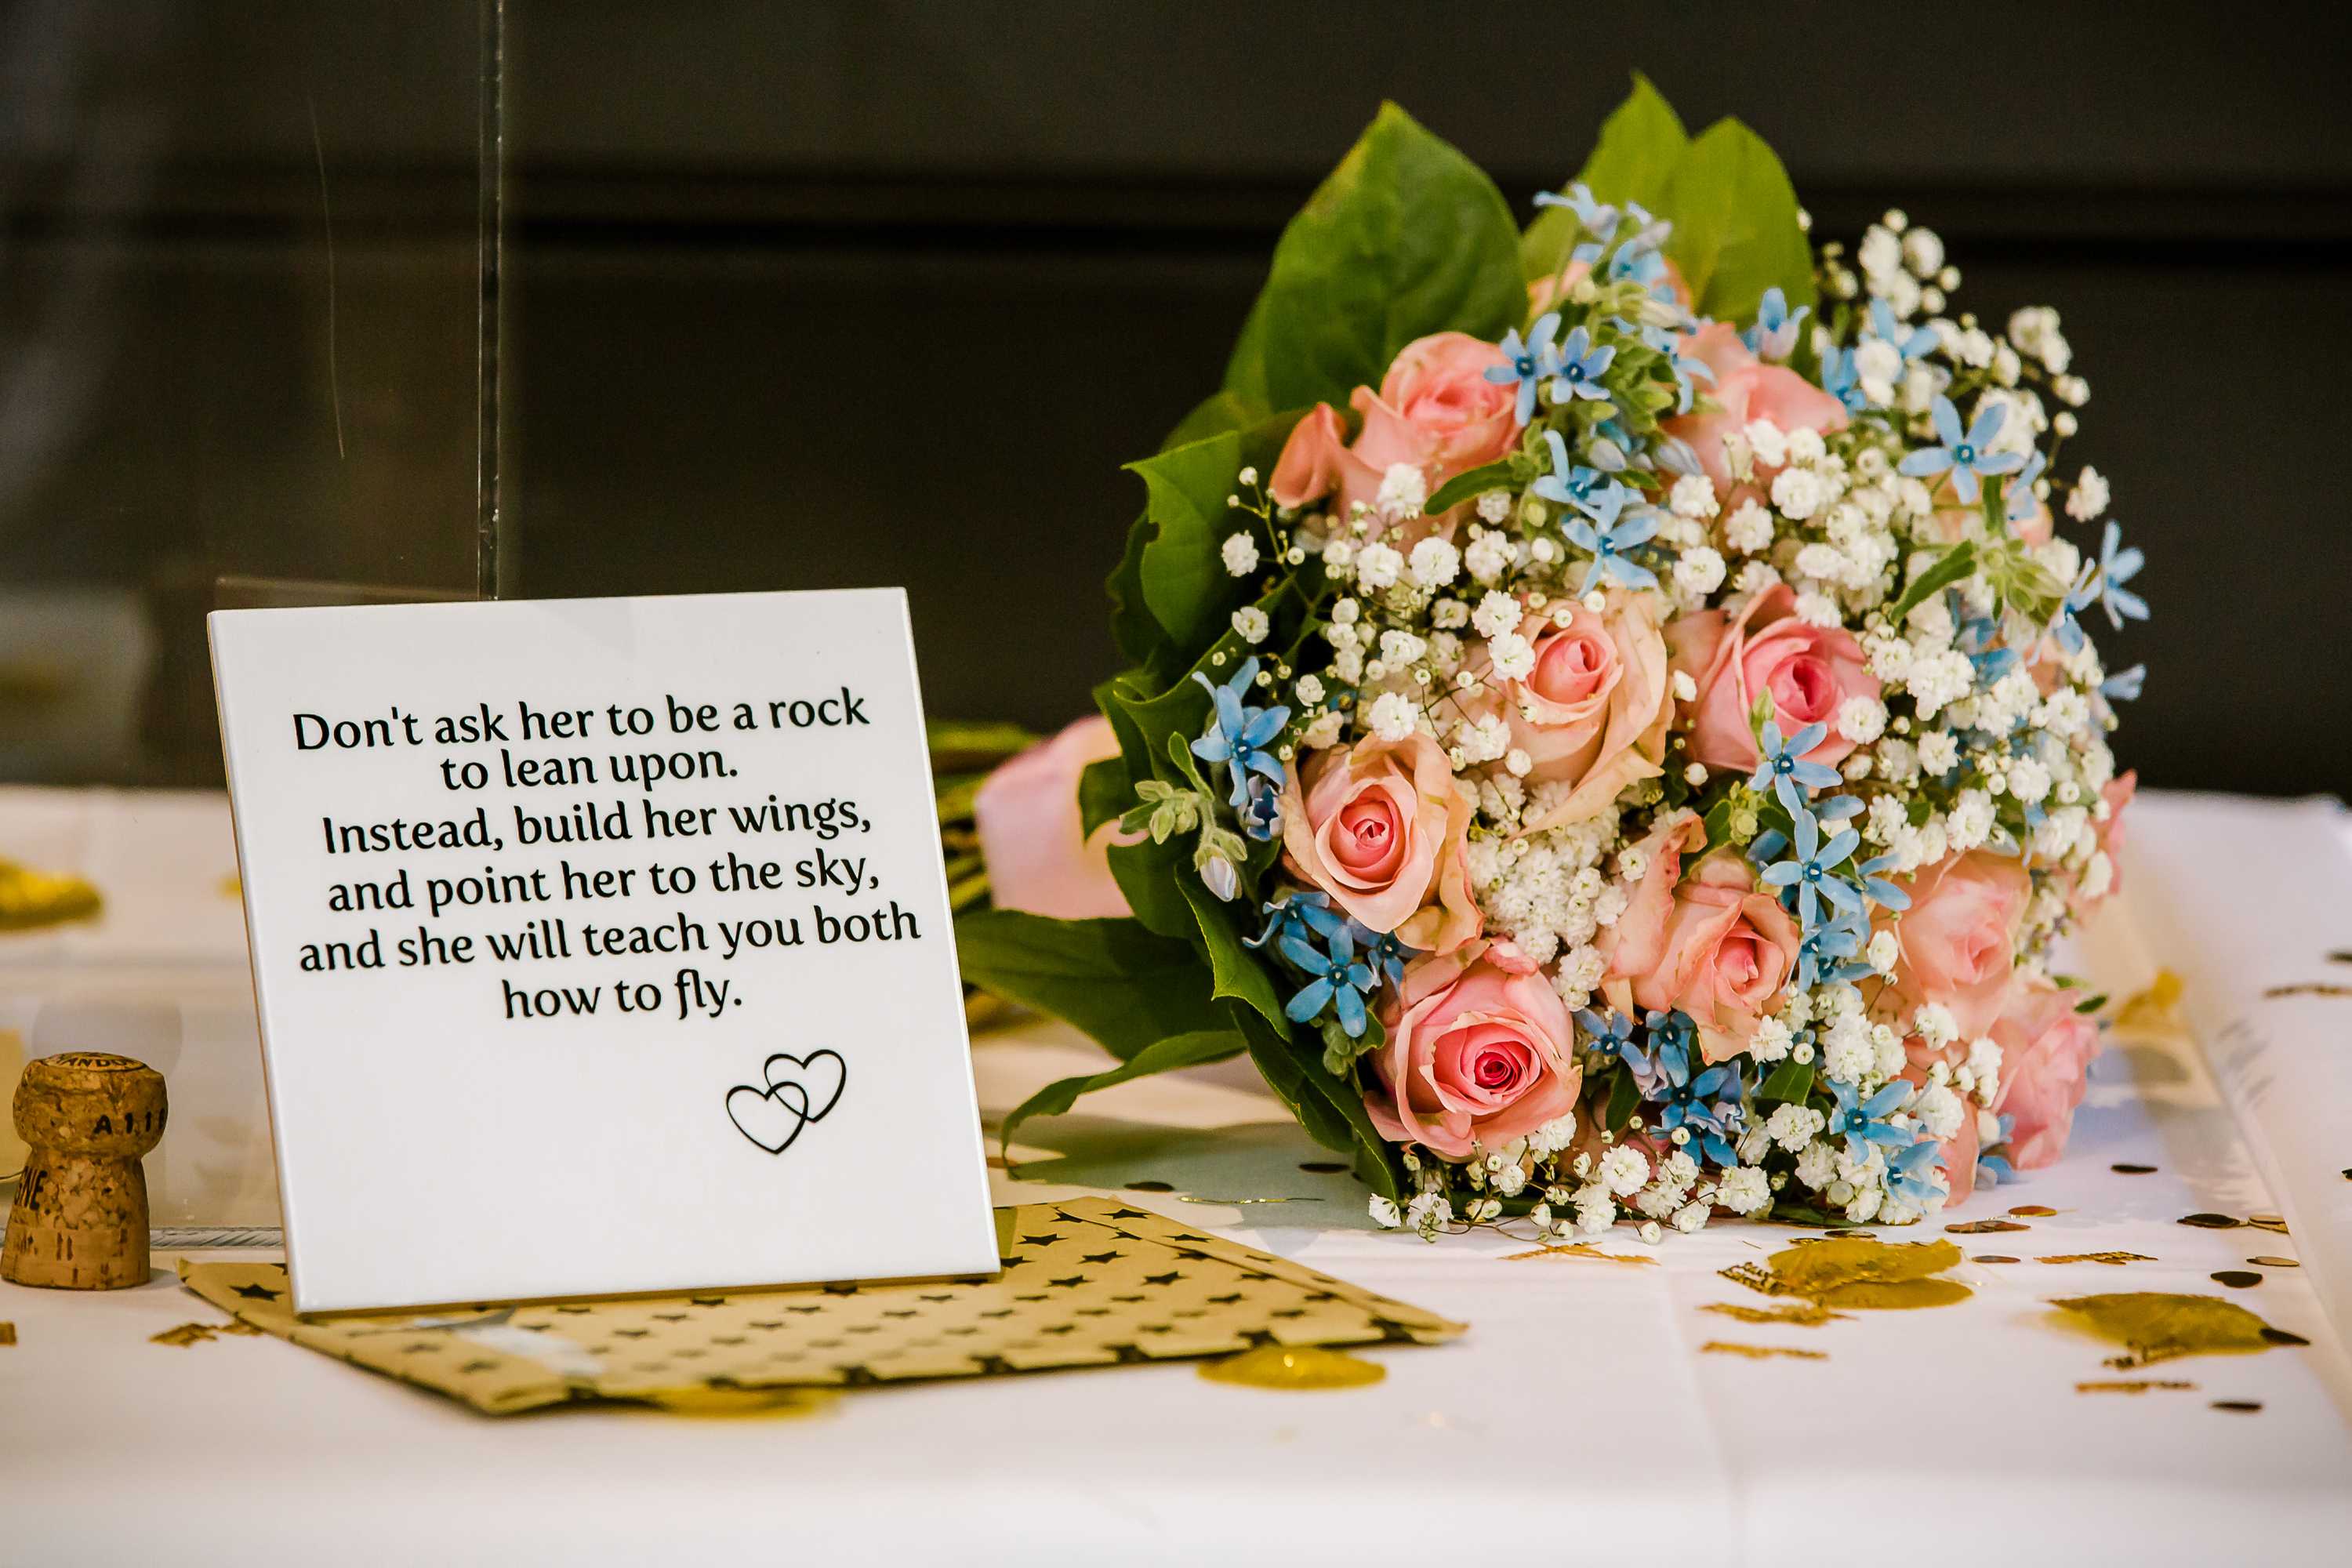 Don't ask her to be a rock
to lean upon.
Instead, build her wings,
and point her to the sky,
and she will teach you both
how to fly.